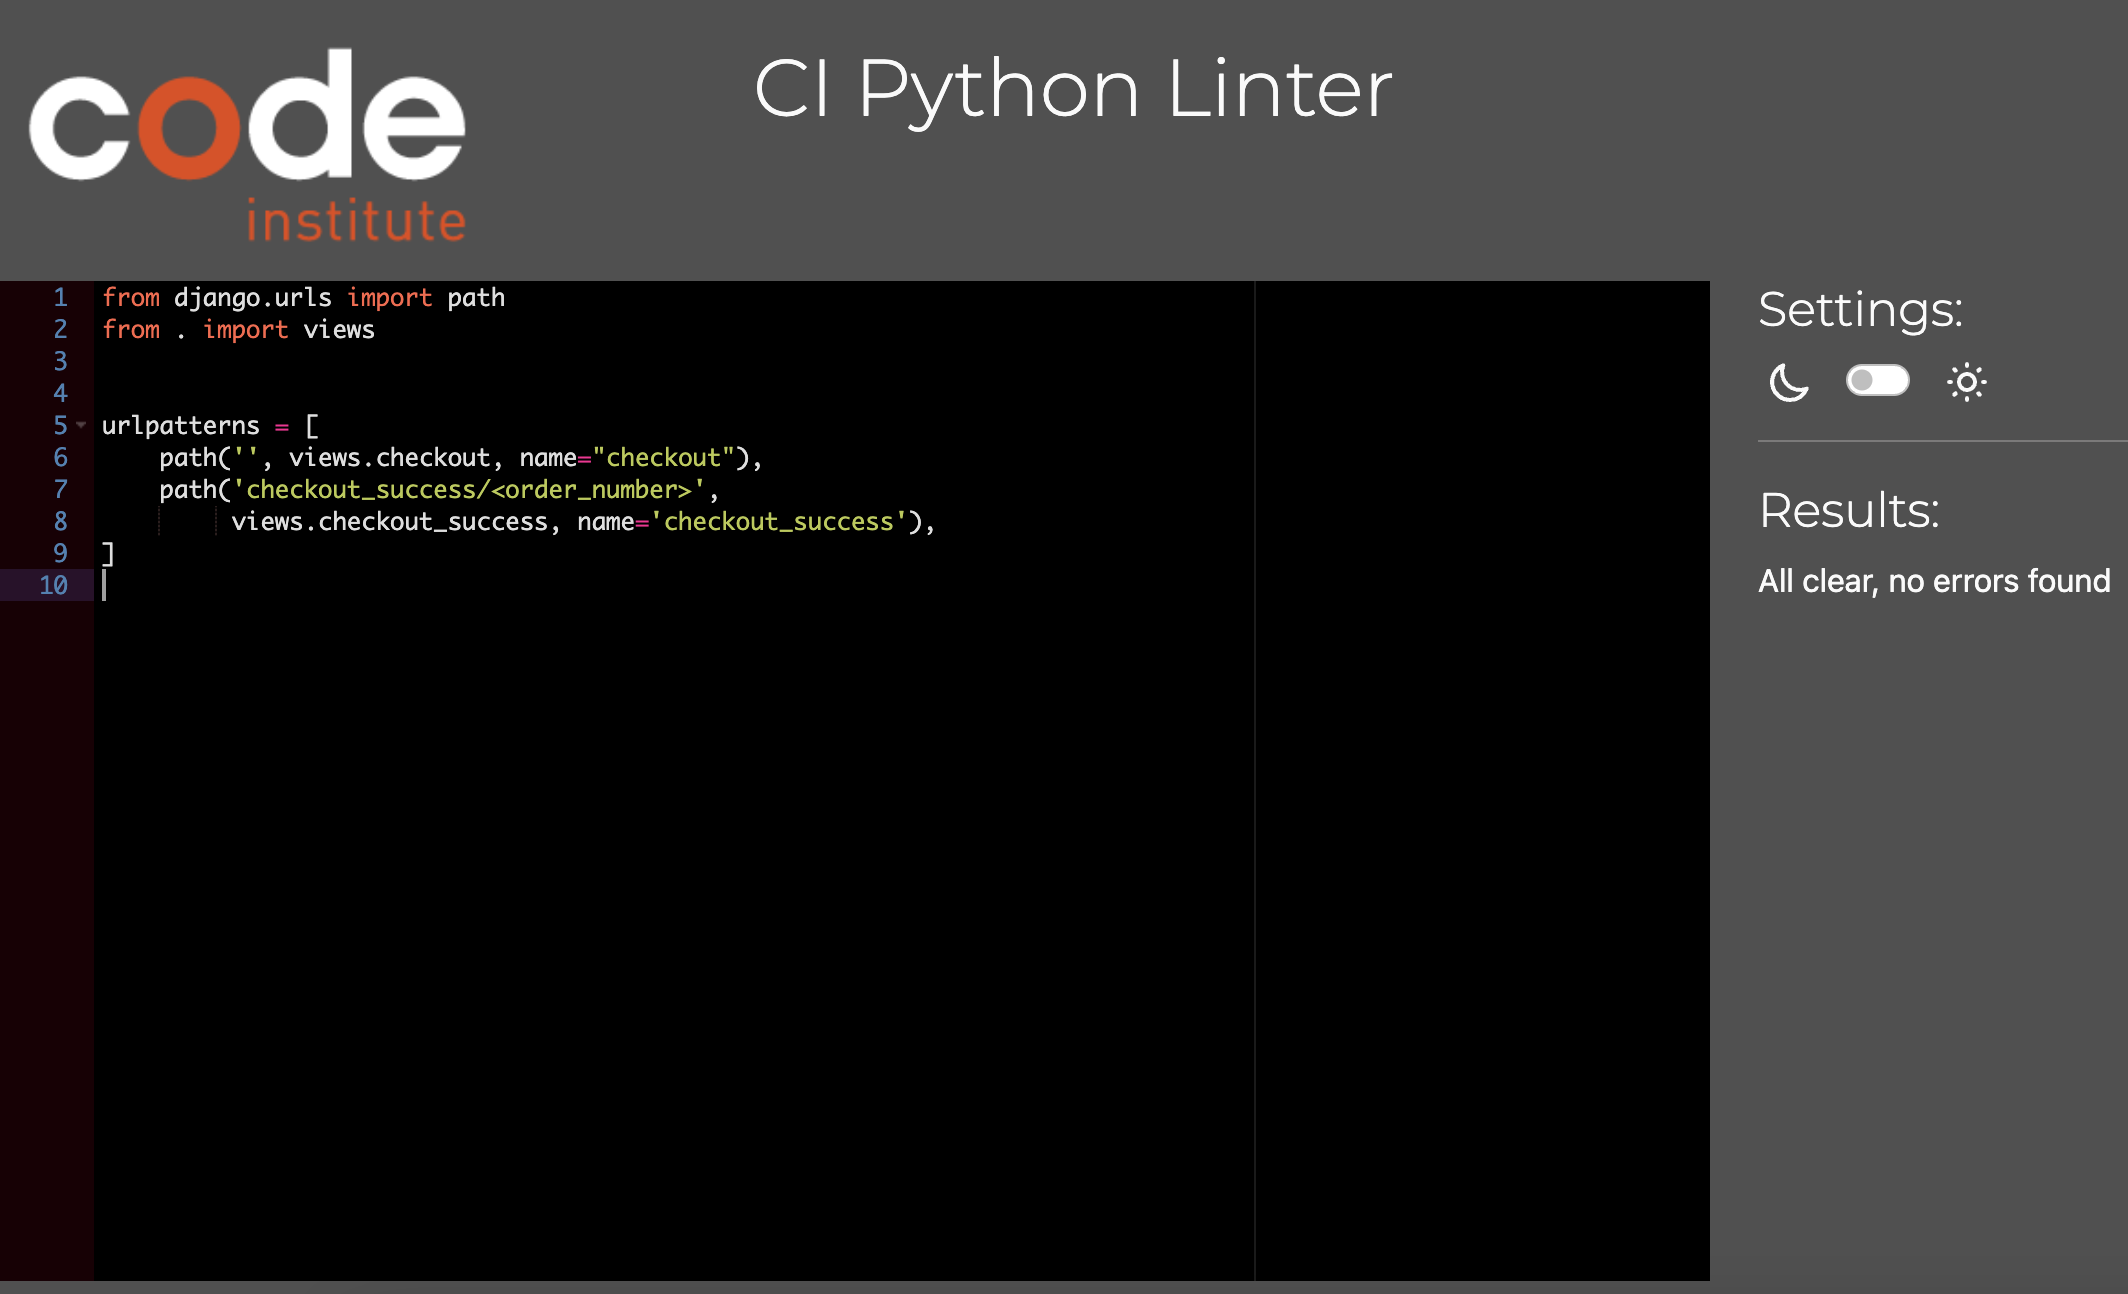 code
institute
CI Python Linter
1 from django.urls import path
2 from . import views
3
4
5 urlpatterns = [
6     path('', views.checkout, name="checkout"),
7     path('checkout_success/<order_number>',
8          views.checkout_success, name='checkout_success'),
9 ]
10
Settings:
Results:
All clear, no errors found